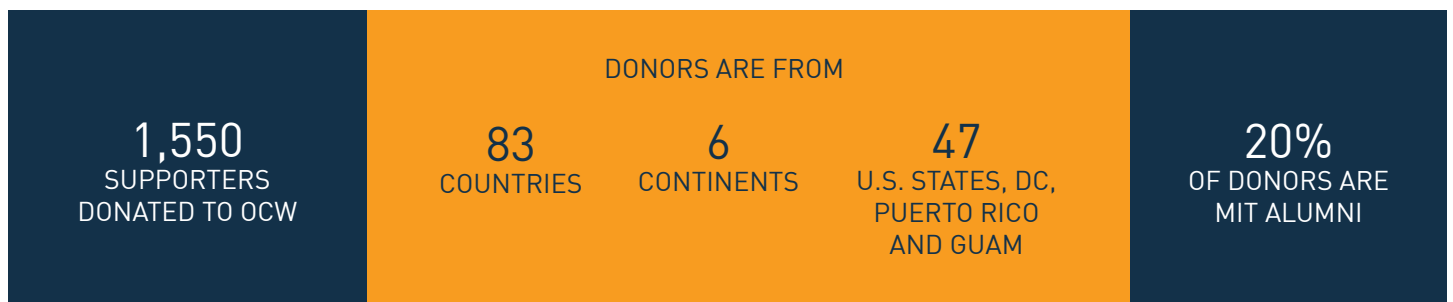 1,550
SUPPORTERS
DONATED TO OCW
DONORS ARE FROM
83
COUNTRIES
6
CONTINENTS
47
U.S. STATES, DC,
PUERTO RICO
AND GUAM
20%
OF DONORS ARE
MIT ALUMNI